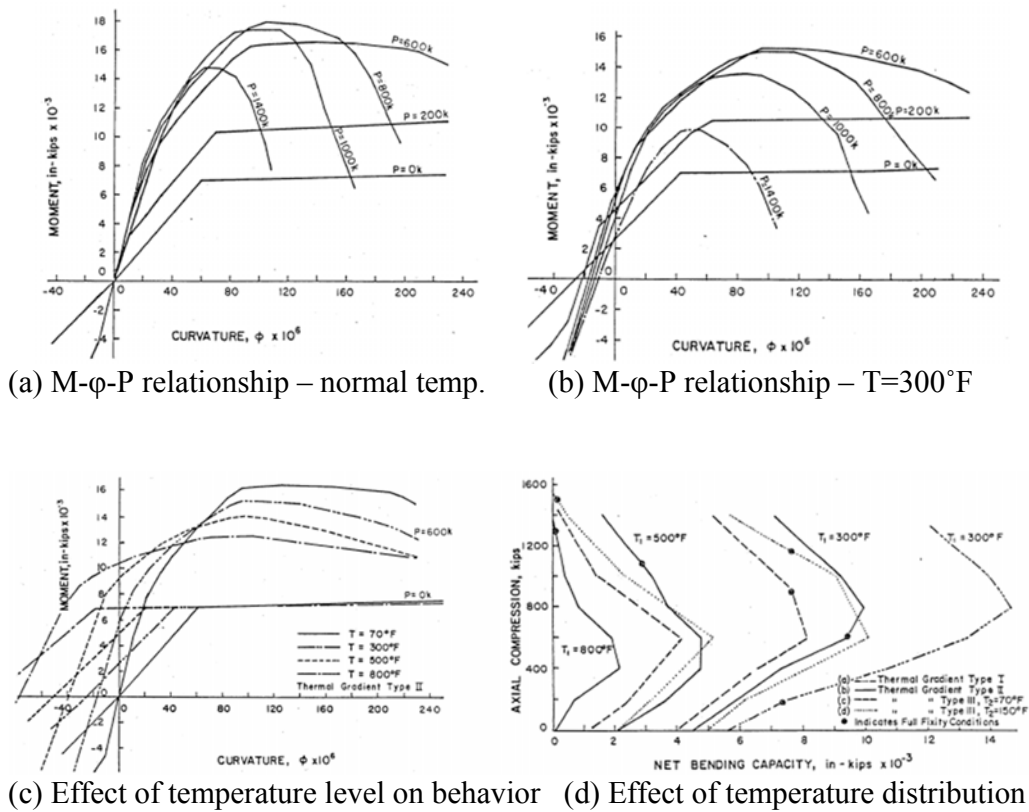 MOMENT, in-kips x 10⁻³
16
14
12
10
8
6
4
2
0
-2
-4
-40
0
40
80
120
160
200
240
P=600k
P=800k
P=1400k
P=200k
P=1000k
P=0k
CURVATURE, ϕ x 10⁶
(a) M-φ-P relationship – normal temp.
MOMENT, in-kips x 10⁻³
16
14
12
10
8
6
4
2
0
-2
-4
-40
0
40
80
120
160
200
240
P=600k
P=800k
P=200k
P=1000k
P=0k
P=1400k
CURVATURE, ϕ x 10⁶
(b) M-φ-P relationship – T=300˚F
MOMENT, in-kips x10⁻³
16
14
12
10
8
6
4
2
0
-2
-4
-80
-40
0
40
80
120
160
200
240
P=600k
P=0k
T = 70°F
T = 300°F
T = 500°F
T = 800°F
Thermal Gradient Type II
CURVATURE, ϕ x 10⁶
(c) Effect of temperature level on behavior
AXIAL COMPRESSION, kips
1600
1200
800
400
0
T₁=500°F
T₁=300°F
T₁=300°F
T₁=800°F
(a) Thermal Gradient Type I
(b) Thermal Gradient Type II
(c) " " Type III, T₂=70°F
(d) " " Type III, T₂=150°F
● Indicates Full Fixity Conditions
0
2
4
6
8
10
12
14
NET BENDING CAPACITY, in-kips x 10⁻³
(d) Effect of temperature distribution